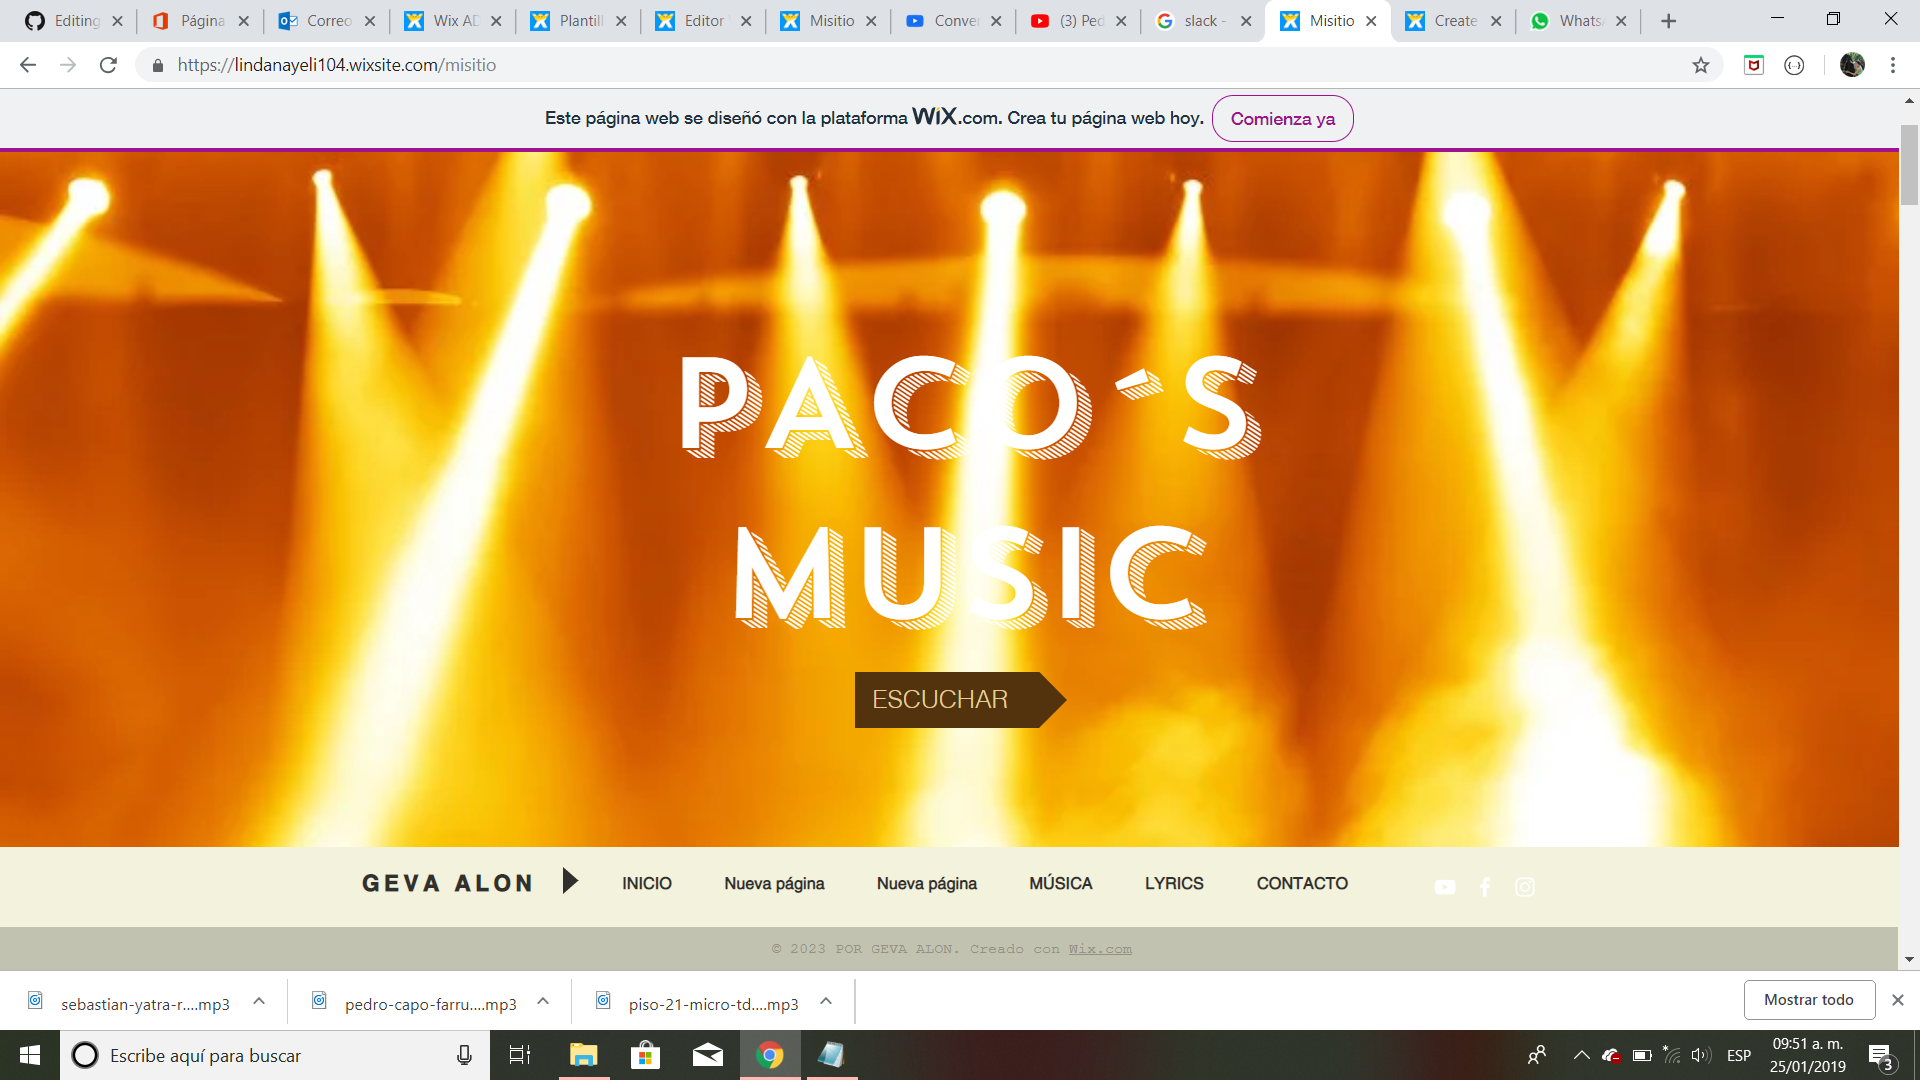 Editing
Página
Correo
Wix AD
Plantill
Editor
Misitio
Conver
(3) Ped
slack -
Misitio
Create
Whats
https://lindanayeli104.wixsite.com/misitio
Este página web se diseñó con la plataforma WiX.com. Crea tu página web hoy. Comienza ya
PACO´S
MUSIC
ESCUCHAR
GEVA ALON INICIO Nueva página Nueva página MÚSICA LYRICS CONTACTO
© 2023 POR GEVA ALON. Creado con Wix.com
sebastian-yatra-r....mp3 pedro-capo-farru....mp3 piso-21-micro-td....mp3 Mostrar todo
Escribe aquí para buscar
ESP
09:51 a. m.
25/01/2019
3